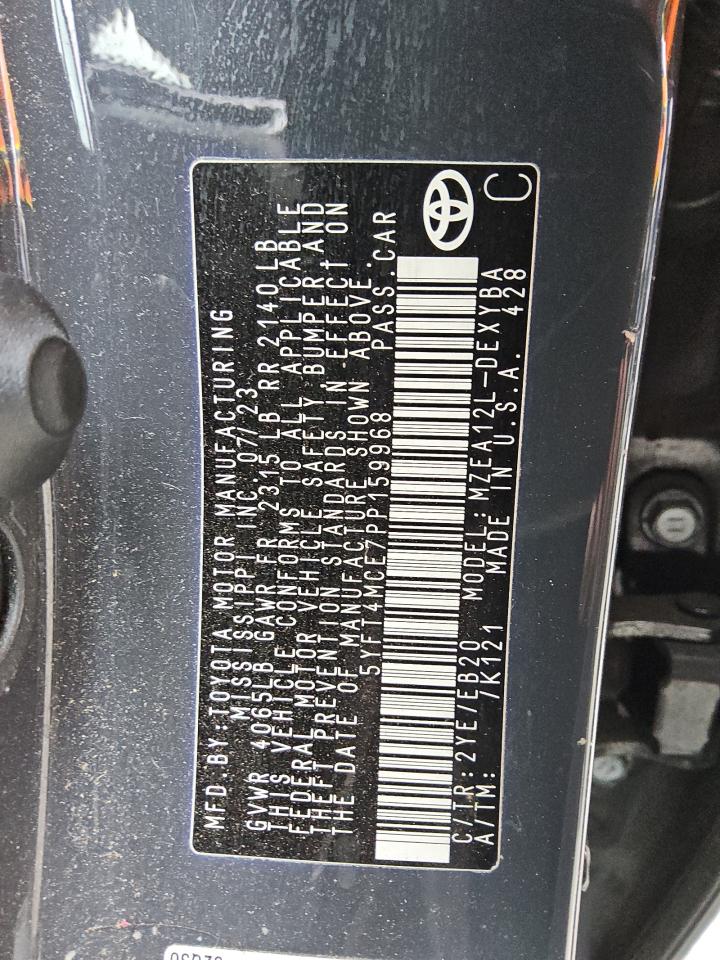 MFD.BY:TOYOTA MOTOR MANUFACTURING
MISSISSIPPI INC 07/23
GVWR 4065LB GAWR FR 2315 LB RR 2140LB
THIS VEHICLE CONFORMS TO ALL APPLICABLE
FEDERAL MOTOR VEHICLE SAFETY,BUMPER AND
THEFT PREVENTION STANDARDS IN EFFECT ON
THE DATE OF MANUFACTURE SHOWN ABOVE.
5YFT4MCE7PP159968 PASS.CAR
C/TR:2YE/EB20 MODEL:MZEA12L-DEXYBA
A/TM: /K121 MADE IN U.S.A. 428
C